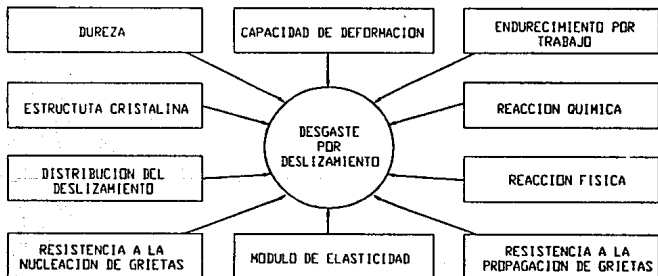 DUREZA
CAPACIDAD DE DEFORMACION
ENDURECIMIENTO POR
TRABAJO
ESTRUCTUTA CRISTALINA
DESGASTE
POR
DESLIZAMIENTO
REACCION QUIMICA
DISTRIBUCION DEL
DESLIZAMIENTO
REACCION FISICA
RESISTENCIA A LA
NUCLEACION DE GRIETAS
MODULO DE ELASTICIDAD
RESISTENCIA A LA
PROPAGACION DE GRIETAS